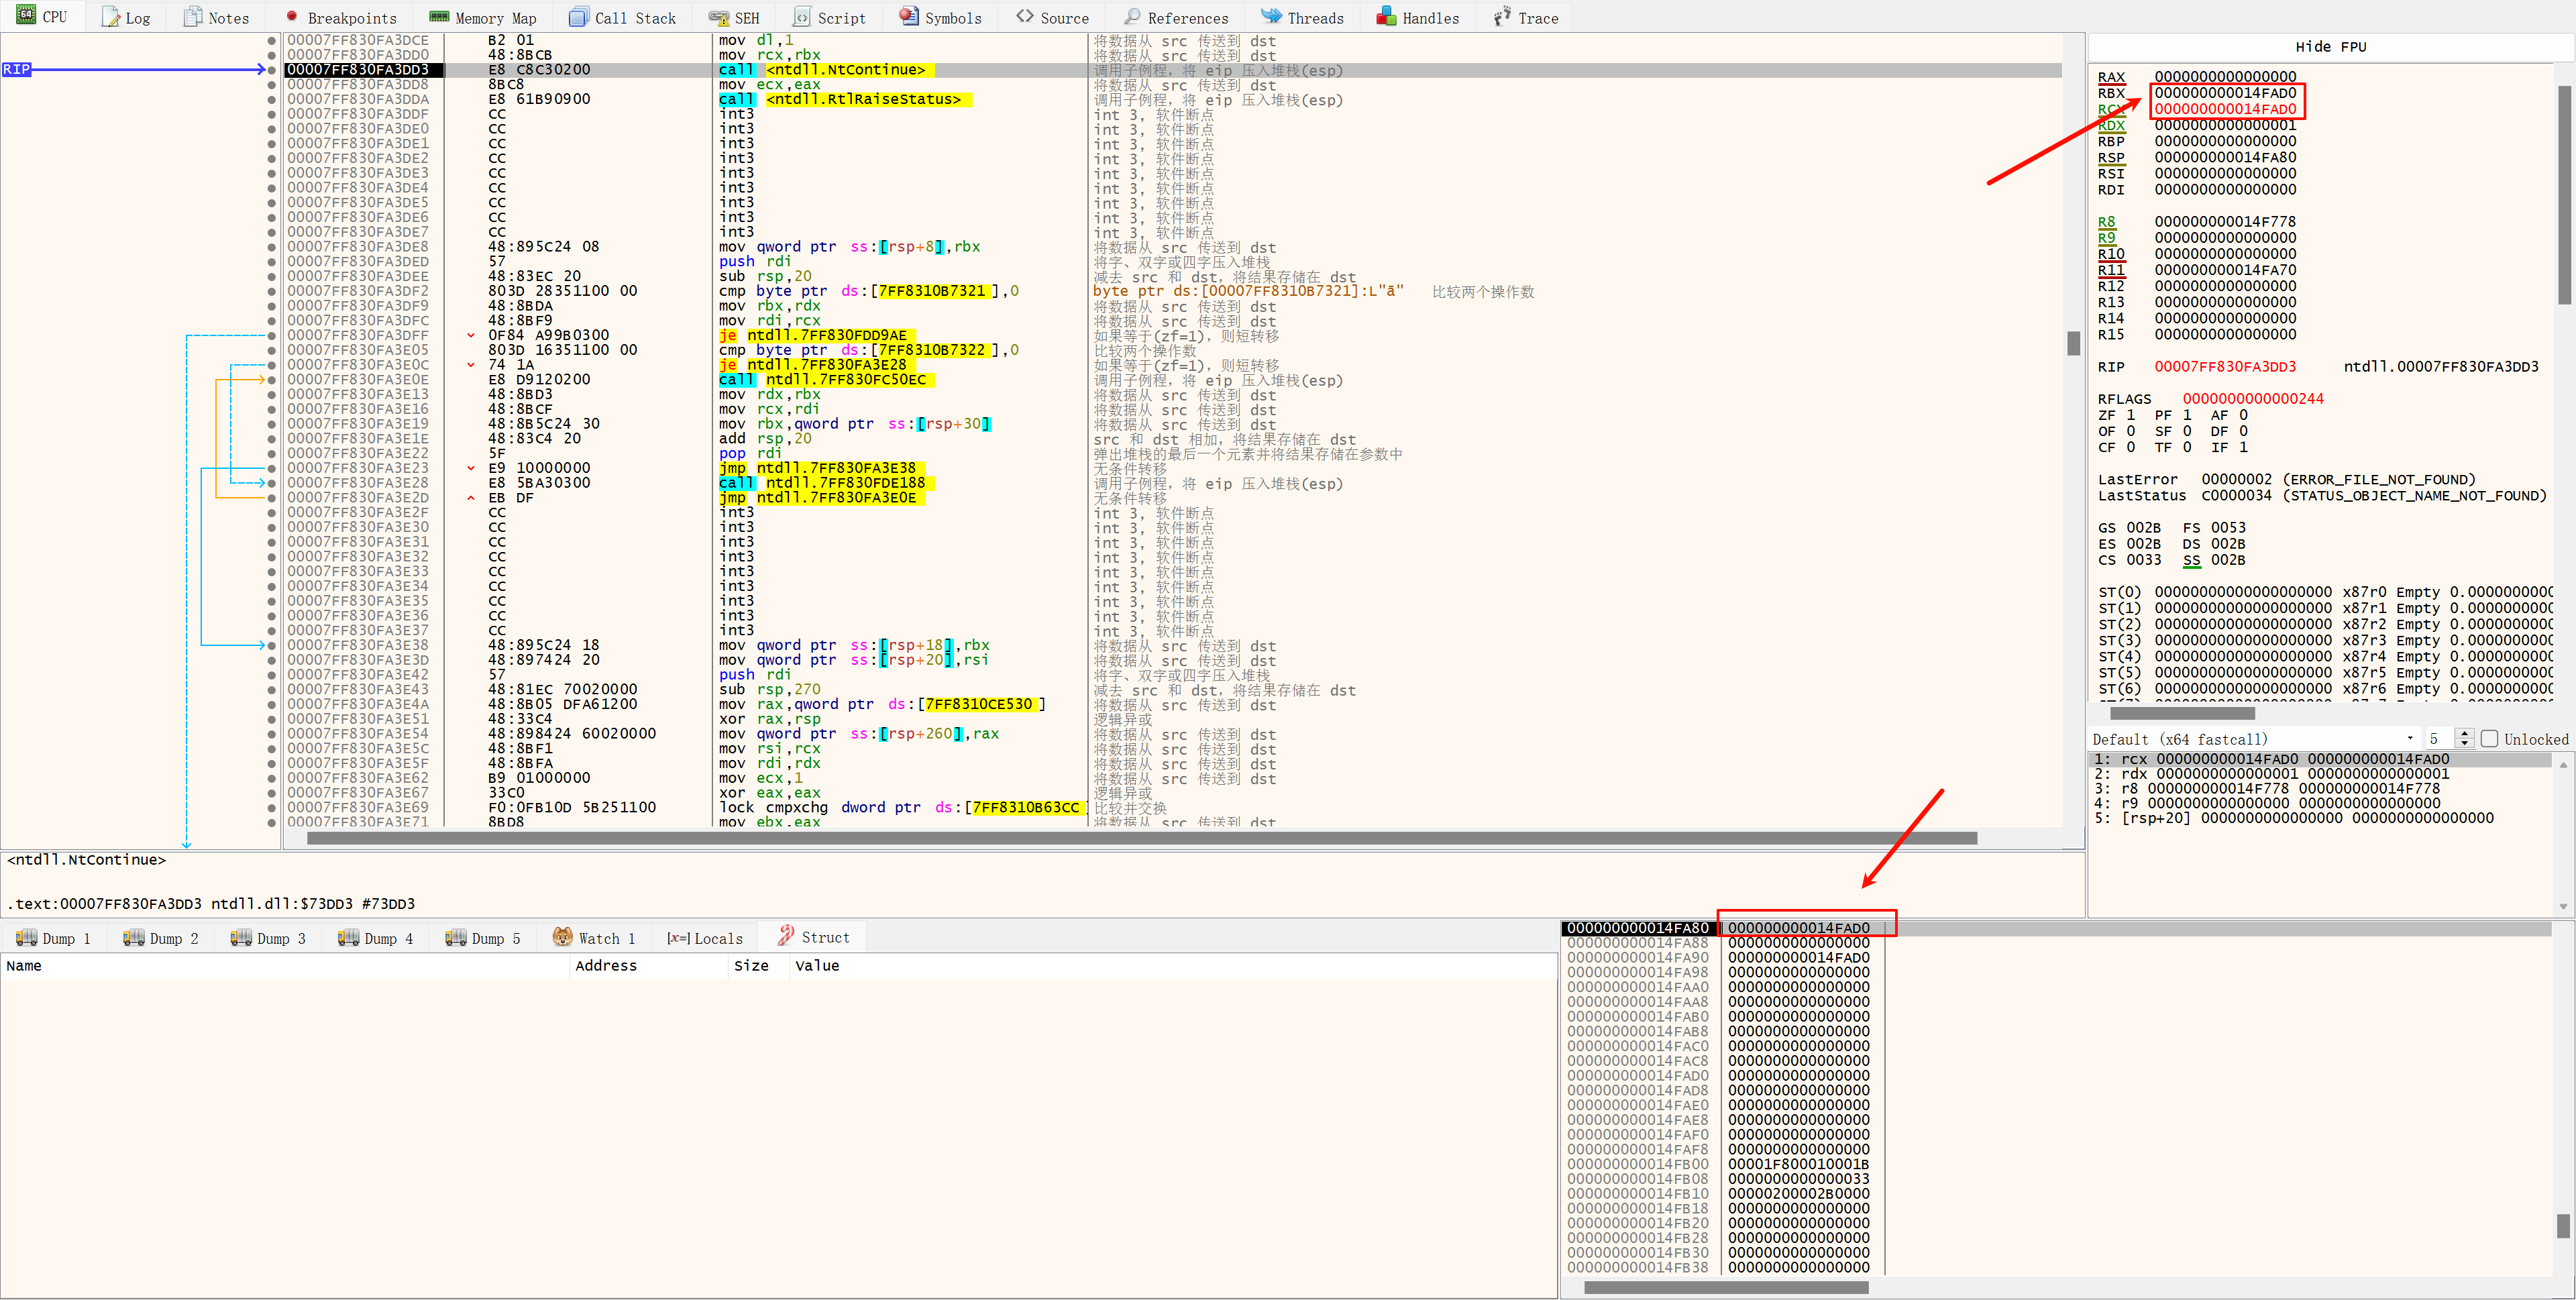 CPU Log Notes Breakpoints Memory Map Call Stack SEH Script Symbols Source References Threads Handles Trace
00007FF830FA3DCE B2 01 mov dl,1 将数据从 src 传送到 dst
00007FF830FA3DD0 48:8BCB mov rcx,rbx 将数据从 src 传送到 dst
RIP 00007FF830FA3DD3 E8 C8C30200 call <ntdll.NtContinue> 调用子例程，将 eip 压入堆栈(esp)
00007FF830FA3DD8 8BC8 mov ecx,eax 将数据从 src 传送到 dst
00007FF830FA3DDA E8 61B90900 call <ntdll.RtlRaiseStatus> 调用子例程，将 eip 压入堆栈(esp)
00007FF830FA3DDF CC int3 int 3, 软件断点
00007FF830FA3DE0 CC int3 int 3, 软件断点
00007FF830FA3DE1 CC int3 int 3, 软件断点
00007FF830FA3DE2 CC int3 int 3, 软件断点
00007FF830FA3DE3 CC int3 int 3, 软件断点
00007FF830FA3DE4 CC int3 int 3, 软件断点
00007FF830FA3DE5 CC int3 int 3, 软件断点
00007FF830FA3DE6 CC int3 int 3, 软件断点
00007FF830FA3DE7 CC int3 int 3, 软件断点
00007FF830FA3DE8 48:895C24 08 mov qword ptr ss:[rsp+8],rbx 将数据从 src 传送到 dst
00007FF830FA3DED 57 push rdi 将字、双字或四字压入堆栈
00007FF830FA3DEE 48:83EC 20 sub rsp,20 减去 src 和 dst，将结果存储在 dst
00007FF830FA3DF2 803D 28351100 00 cmp byte ptr ds:[7FF8310B7321],0 byte ptr ds:[00007FF8310B7321]:L"ā" 比较两个操作数
00007FF830FA3DF9 48:8BDA mov rbx,rdx 将数据从 src 传送到 dst
00007FF830FA3DFC 48:8BF9 mov rdi,rcx 将数据从 src 传送到 dst
00007FF830FA3DFF 0F84 A99B0300 je ntdll.7FF830FDD9AE 如果等于(zf=1)，则短转移
00007FF830FA3E05 803D 16351100 00 cmp byte ptr ds:[7FF8310B7322],0 比较两个操作数
00007FF830FA3E0C 74 1A je ntdll.7FF830FA3E28 如果等于(zf=1)，则短转移
00007FF830FA3E0E E8 D9120200 call ntdll.7FF830FC50EC 调用子例程，将 eip 压入堆栈(esp)
00007FF830FA3E13 48:8BD3 mov rdx,rbx 将数据从 src 传送到 dst
00007FF830FA3E16 48:8BCF mov rcx,rdi 将数据从 src 传送到 dst
00007FF830FA3E19 48:8B5C24 30 mov rbx,qword ptr ss:[rsp+30] 将数据从 src 传送到 dst
00007FF830FA3E1E 48:83C4 20 add rsp,20 src 和 dst 相加，将结果存储在 dst
00007FF830FA3E22 5F pop rdi 弹出堆栈的最后一个元素并将结果存储在参数中
00007FF830FA3E23 E9 10000000 jmp ntdll.7FF830FA3E38 无条件转移
00007FF830FA3E28 E8 5BA30300 call ntdll.7FF830FDE188 调用子例程，将 eip 压入堆栈(esp)
00007FF830FA3E2D EB DF jmp ntdll.7FF830FA3E0E 无条件转移
00007FF830FA3E2F CC int3 int 3, 软件断点
00007FF830FA3E30 CC int3 int 3, 软件断点
00007FF830FA3E31 CC int3 int 3, 软件断点
00007FF830FA3E32 CC int3 int 3, 软件断点
00007FF830FA3E33 CC int3 int 3, 软件断点
00007FF830FA3E34 CC int3 int 3, 软件断点
00007FF830FA3E35 CC int3 int 3, 软件断点
00007FF830FA3E36 CC int3 int 3, 软件断点
00007FF830FA3E37 CC int3 int 3, 软件断点
00007FF830FA3E38 48:895C24 18 mov qword ptr ss:[rsp+18],rbx 将数据从 src 传送到 dst
00007FF830FA3E3D 48:897424 20 mov qword ptr ss:[rsp+20],rsi 将数据从 src 传送到 dst
00007FF830FA3E42 57 push rdi 将字、双字或四字压入堆栈
00007FF830FA3E43 48:81EC 70020000 sub rsp,270 减去 src 和 dst，将结果存储在 dst
00007FF830FA3E4A 48:8B05 DFA61200 mov rax,qword ptr ds:[7FF8310CE530] 将数据从 src 传送到 dst
00007FF830FA3E51 48:33C4 xor rax,rsp 逻辑异或
00007FF830FA3E54 48:898424 60020000 mov qword ptr ss:[rsp+260],rax 将数据从 src 传送到 dst
00007FF830FA3E5C 48:8BF1 mov rsi,rcx 将数据从 src 传送到 dst
00007FF830FA3E5F 48:8BFA mov rdi,rdx 将数据从 src 传送到 dst
00007FF830FA3E62 B9 01000000 mov ecx,1 将数据从 src 传送到 dst
00007FF830FA3E67 33C0 xor eax,eax 逻辑异或
00007FF830FA3E69 F0:0FB10D 5B251100 lock cmpxchg dword ptr ds:[7FF8310B63CC 比较并交换
00007FF830FA3E71 8BD8 mov ebx,eax 将数据从 src 传送到 dst
Hide FPU
RAX 0000000000000000
RBX 000000000014FAD0
RCX 000000000014FAD0
RDX 0000000000000001
RBP 0000000000000000
RSP 000000000014FA80
RSI 0000000000000000
RDI 0000000000000000
R8 000000000014F778
R9 0000000000000000
R10 0000000000000000
R11 000000000014FA70
R12 0000000000000000
R13 0000000000000000
R14 0000000000000000
R15 0000000000000000
RIP 00007FF830FA3DD3 ntdll.00007FF830FA3DD3
RFLAGS 0000000000000244
ZF 1 PF 1 AF 0
OF 0 SF 0 DF 0
CF 0 TF 0 IF 1
LastError 00000002 (ERROR_FILE_NOT_FOUND)
LastStatus C0000034 (STATUS_OBJECT_NAME_NOT_FOUND)
GS 002B FS 0053
ES 002B DS 002B
CS 0033 SS 002B
ST(0) 00000000000000000000 x87r0 Empty 0.0000000000
ST(1) 00000000000000000000 x87r1 Empty 0.0000000000
ST(2) 00000000000000000000 x87r2 Empty 0.0000000000
ST(3) 00000000000000000000 x87r3 Empty 0.0000000000
ST(4) 00000000000000000000 x87r4 Empty 0.0000000000
ST(5) 00000000000000000000 x87r5 Empty 0.0000000000
ST(6) 00000000000000000000 x87r6 Empty 0.0000000000
Default (x64 fastcall) 5 Unlocked
1: rcx 000000000014FAD0 000000000014FAD0
2: rdx 0000000000000001 0000000000000001
3: r8 000000000014F778 000000000014F778
4: r9 0000000000000000 0000000000000000
5: [rsp+20] 0000000000000000 0000000000000000
<ntdll.NtContinue>
.text:00007FF830FA3DD3 ntdll.dll:$73DD3 #73DD3
Dump 1 Dump 2 Dump 3 Dump 4 Dump 5 Watch 1 [x=] Locals Struct
Name Address Size Value
000000000014FA80 000000000014FAD0
000000000014FA88 0000000000000000
000000000014FA90 000000000014FAD0
000000000014FA98 0000000000000000
000000000014FAA0 0000000000000000
000000000014FAA8 0000000000000000
000000000014FAB0 0000000000000000
000000000014FAB8 0000000000000000
000000000014FAC0 0000000000000000
000000000014FAC8 0000000000000000
000000000014FAD0 0000000000000000
000000000014FAD8 0000000000000000
000000000014FAE0 0000000000000000
000000000014FAE8 0000000000000000
000000000014FAF0 0000000000000000
000000000014FAF8 0000000000000000
000000000014FB00 00001F800010001B
000000000014FB08 0000000000000033
000000000014FB10 00000200002B0000
000000000014FB18 0000000000000000
000000000014FB20 0000000000000000
000000000014FB28 0000000000000000
000000000014FB30 0000000000000000
000000000014FB38 0000000000000000